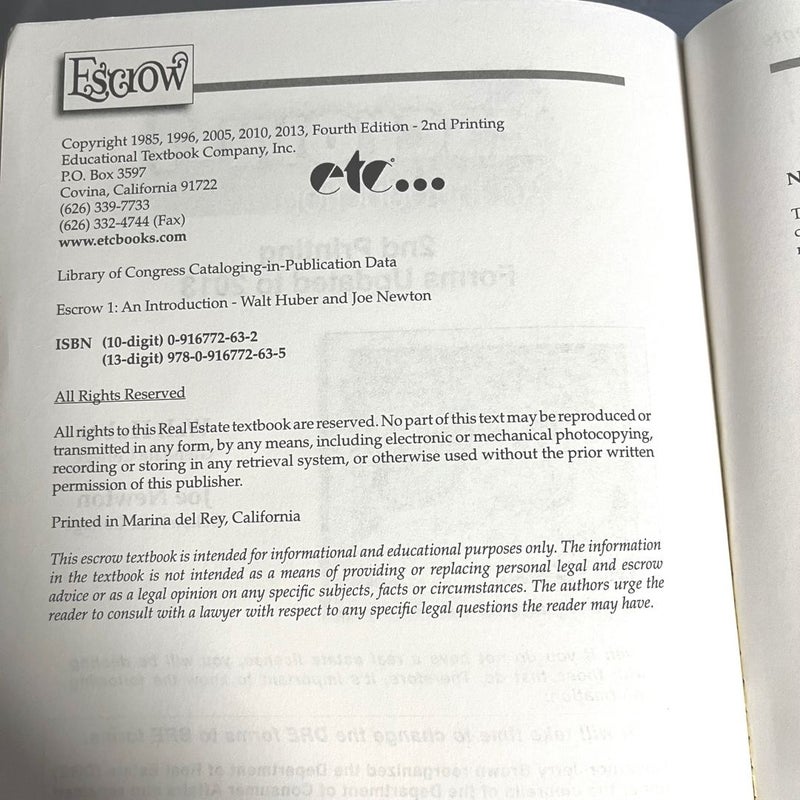 Escrow
Copyright 1985, 1996, 2005, 2010, 2013, Fourth Edition - 2nd Printing
Educational Textbook Company, Inc.
P.O. Box 3597
Covina, California 91722
(626) 339-7733
(626) 332-4744 (Fax)
www.etcbooks.com
etc...
Library of Congress Cataloging-in-Publication Data
Escrow 1: An Introduction - Walt Huber and Joe Newton
ISBN (10-digit) 0-916772-63-2
(13-digit) 978-0-916772-63-5
All Rights Reserved
All rights to this Real Estate textbook are reserved. No part of this text may be reproduced or
transmitted in any form, by any means, including electronic or mechanical photocopying,
recording or storing in any retrieval system, or otherwise used without the prior written
permission of this publisher.
Printed in Marina del Rey, California
This escrow textbook is intended for informational and educational purposes only. The information
in the textbook is not intended as a means of providing or replacing personal legal and escrow
advice or as a legal opinion on any specific subjects, facts or circumstances. The authors urge the
reader to consult with a lawyer with respect to any specific legal questions the reader may have.